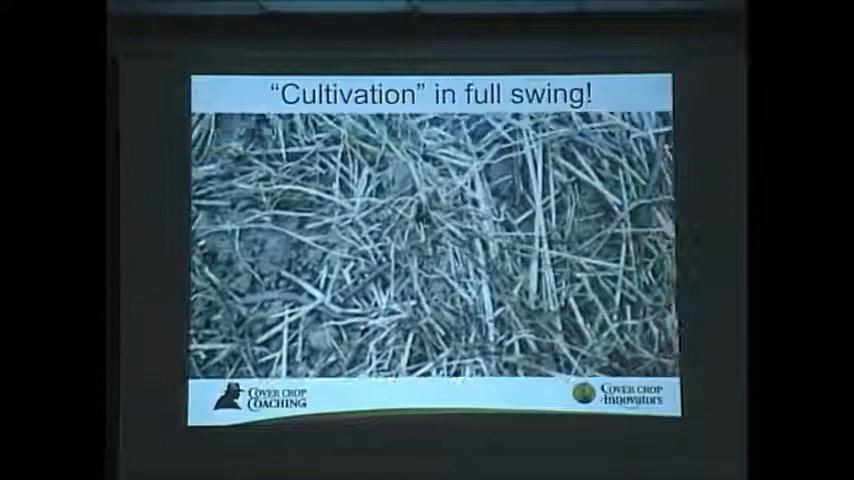 “Cultivation” in full swing!
COVER CROP
COACHING
COVER CROP
Innovators